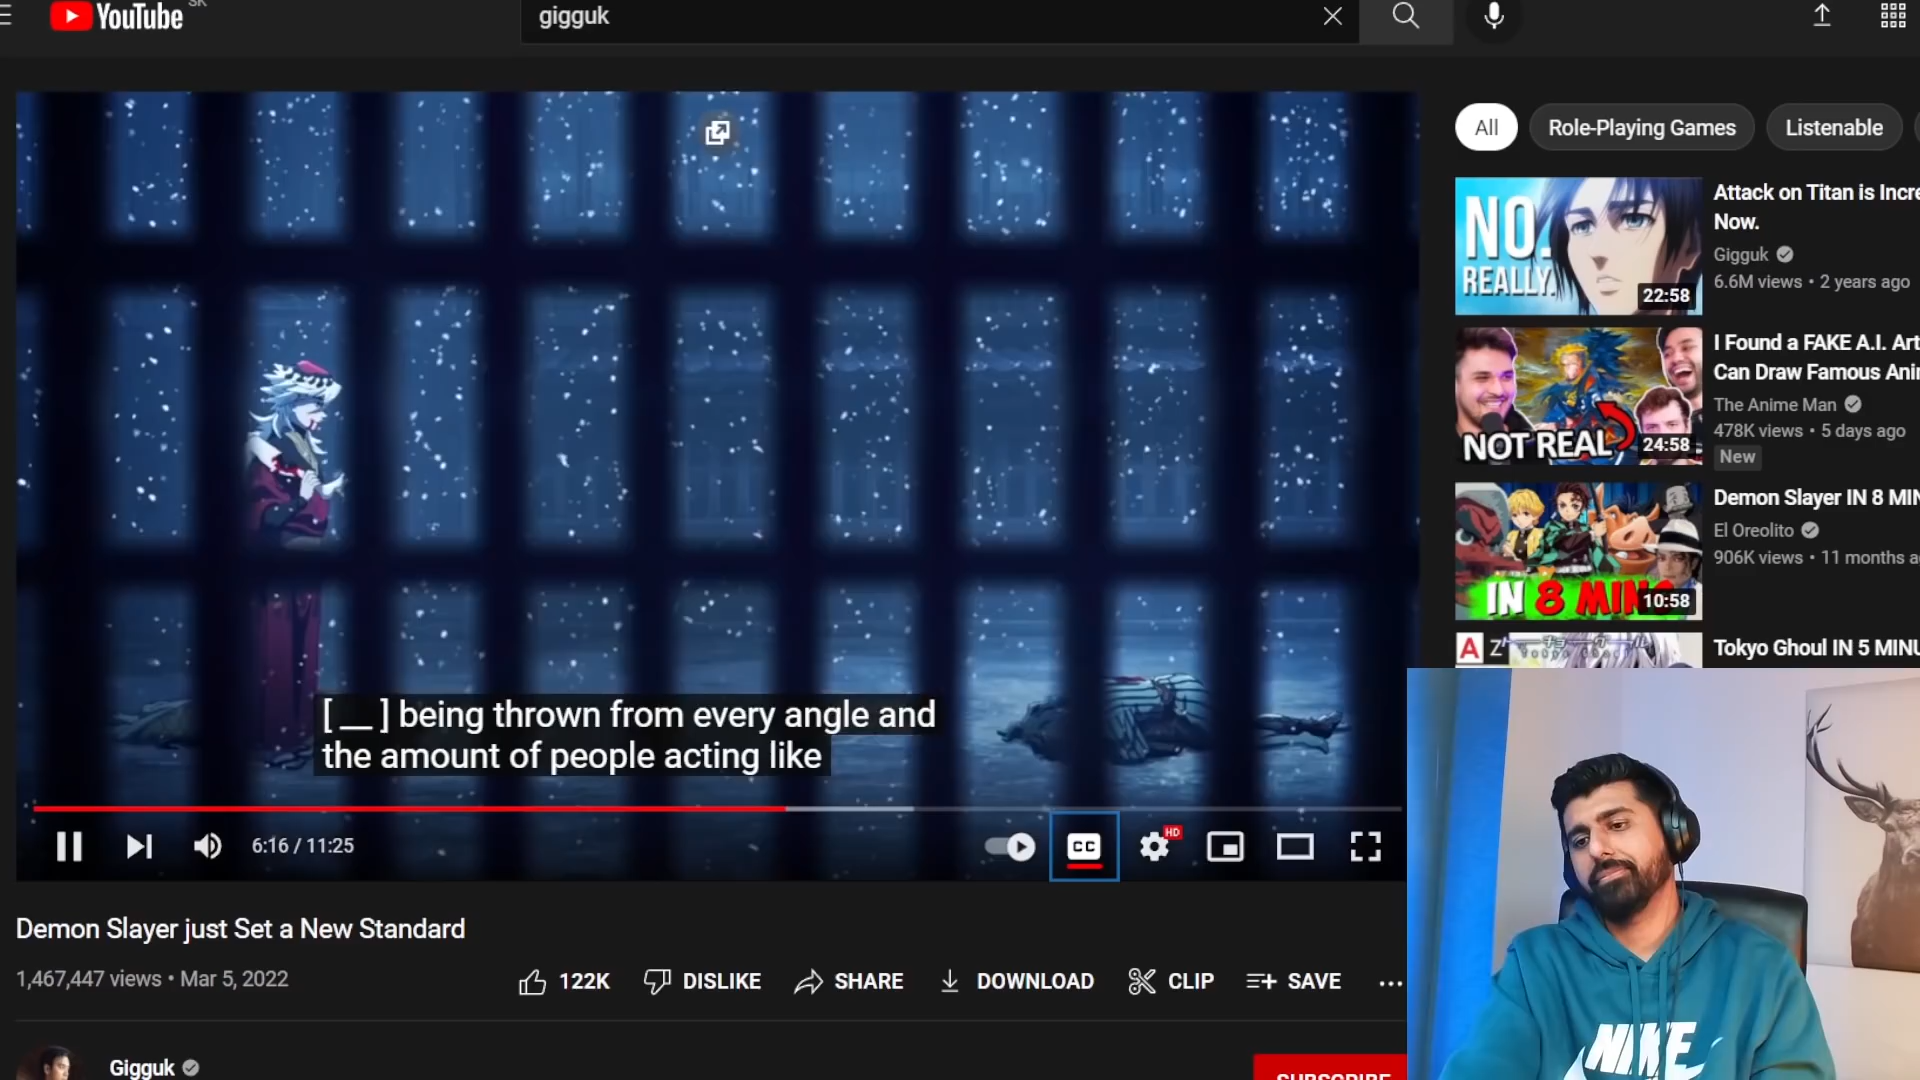 YouTube SK
gigguk
All
Role-Playing Games
Listenable
NO.
REALLY.
22:58
Attack on Titan is Incre
Now.
Gigguk
6.6M views • 2 years ago
NOT REAL
24:58
I Found a FAKE A.I. Art
Can Draw Famous Ani
The Anime Man
478K views • 5 days ago
New
IN 8 MIN
10:58
Demon Slayer IN 8 MIN
El Oreolito
906K views • 11 months a
A Z
Tokyo Ghoul IN 5 MINU
[ __ ] being thrown from every angle and
the amount of people acting like
6:16 / 11:25
CC
HD
Demon Slayer just Set a New Standard
1,467,447 views • Mar 5, 2022
122K
DISLIKE
SHARE
DOWNLOAD
CLIP
SAVE
Gigguk
SUBSCRIBE
NIKE